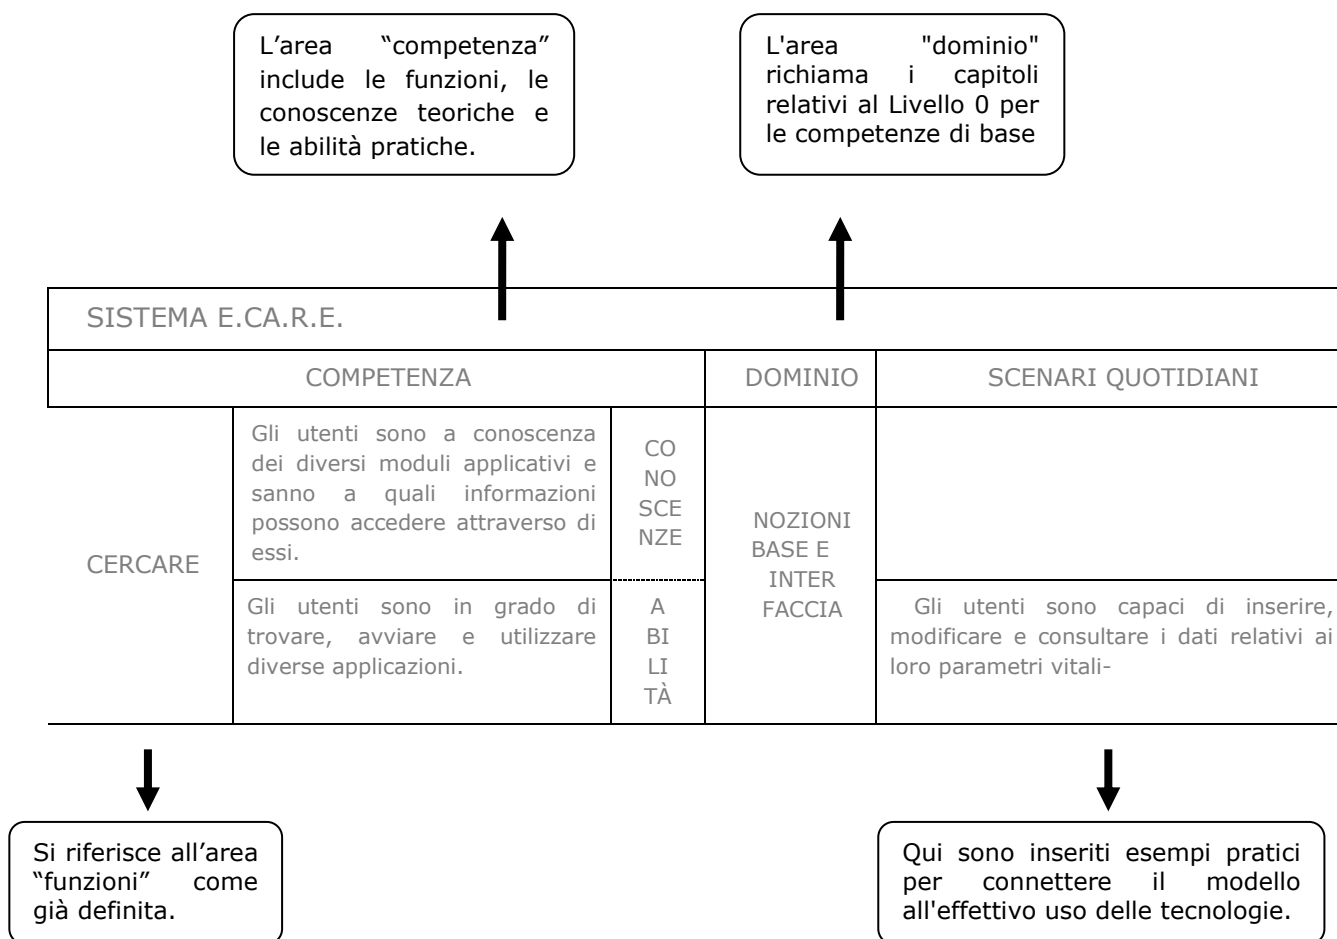 L’area “competenza”
include le funzioni, le
conoscenze teoriche e
le abilità pratiche.
L'area "dominio"
richiama i capitoli
relativi al Livello 0 per
le competenze di base
SISTEMA E.CA.R.E.
COMPETENZA
DOMINIO
SCENARI QUOTIDIANI
CERCARE
Gli utenti sono a conoscenza
dei diversi moduli applicativi e
sanno a quali informazioni
possono accedere attraverso di
essi.
CO
NO
SCE
NZE
Gli utenti sono in grado di
trovare, avviare e utilizzare
diverse applicazioni.
A
BI
LI
TÀ
NOZIONI
BASE E
INTER
FACCIA
Gli utenti sono capaci di inserire,
modificare e consultare i dati relativi ai
loro parametri vitali-
Si riferisce all’area
“funzioni” come
già definita.
Qui sono inseriti esempi pratici
per connettere il modello
all'effettivo uso delle tecnologie.